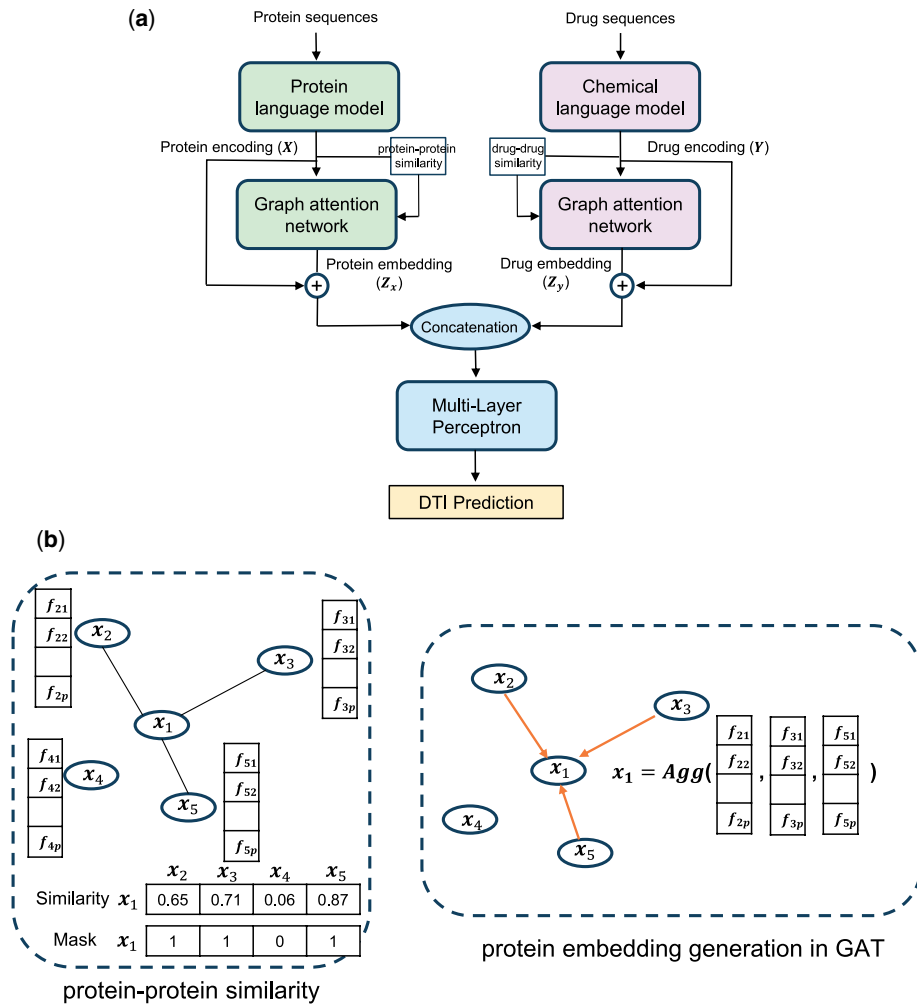 (a)
Protein sequences
Drug sequences
Protein
language model
Chemical
language model
Protein encoding (X)
protein-protein
similarity
drug-drug
similarity
Drug encoding (Y)
Graph attention
network
Graph attention
network
Protein embedding
(Zx)
Drug embedding
(Zy)
+
+
Concatenation
Multi-Layer
Perceptron
DTI Prediction
(b)
f21
f22
f2p
x2
x3
f31
f32
f3p
x1
f41
f42
f4p
x4
x5
f51
f52
f5p
x2 x3 x4 x5
Similarity x1 0.65 0.71 0.06 0.87
Mask x1 1 1 0 1
protein-protein similarity
x2
x3
x1
x4
x5
x1 = Agg( , , )
f21 f31 f51
f22 f32 f52
f2p f3p f5p
protein embedding generation in GAT